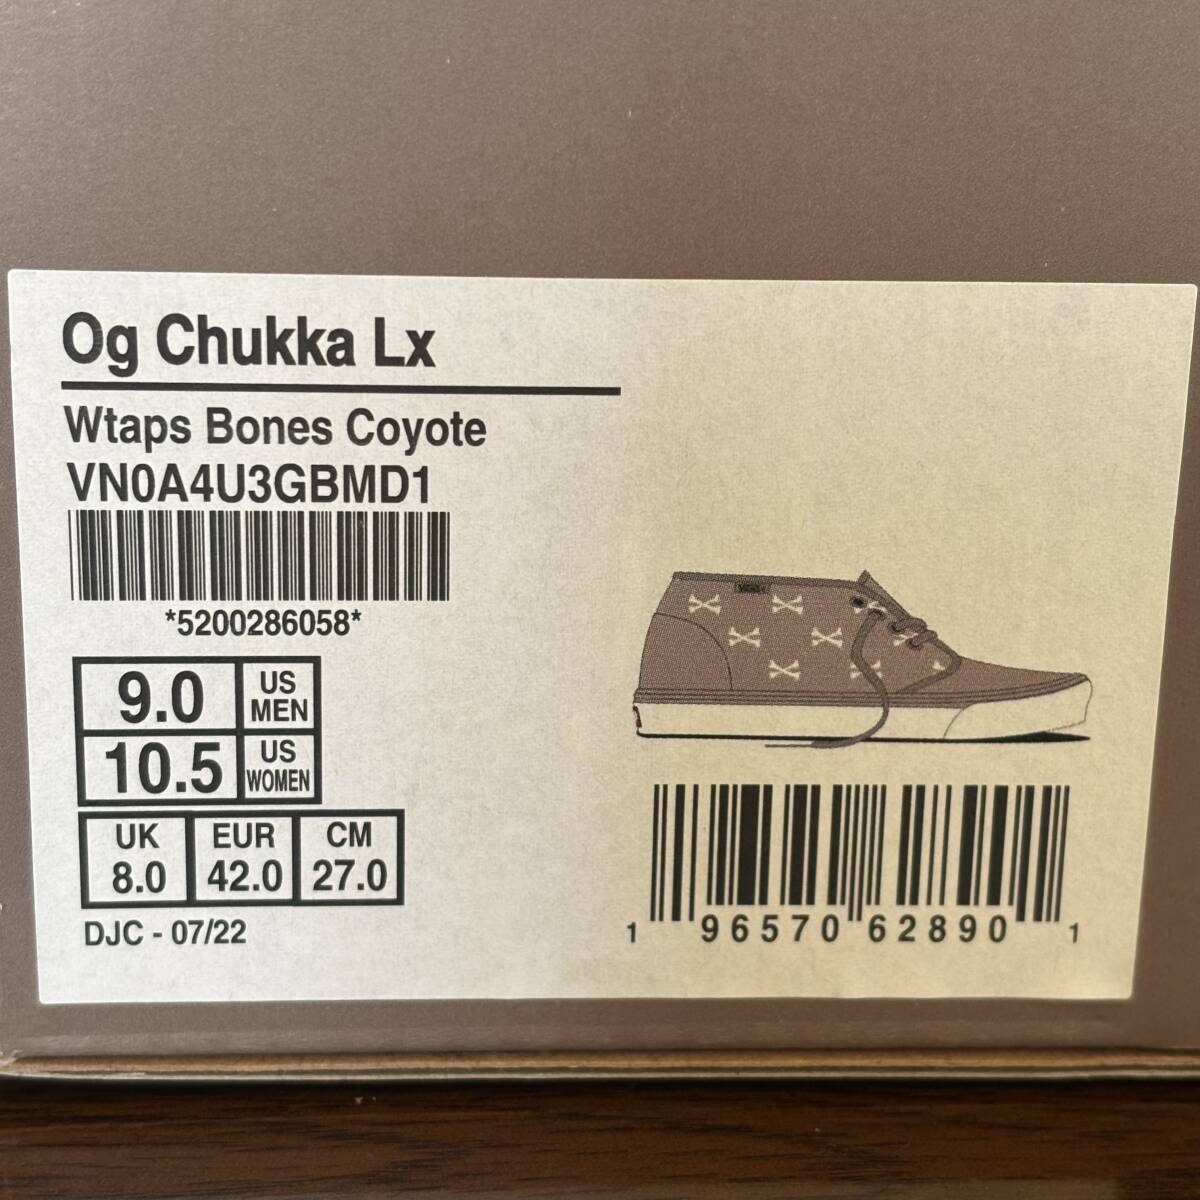 Og Chukka Lx
Wtaps Bones Coyote
VN0A4U3GBMD1
*5200286058*
9.0 US MEN
10.5 US WOMEN
UK EUR CM
8.0 42.0 27.0
DJC - 07/22
VANS
1 96570 62890 1